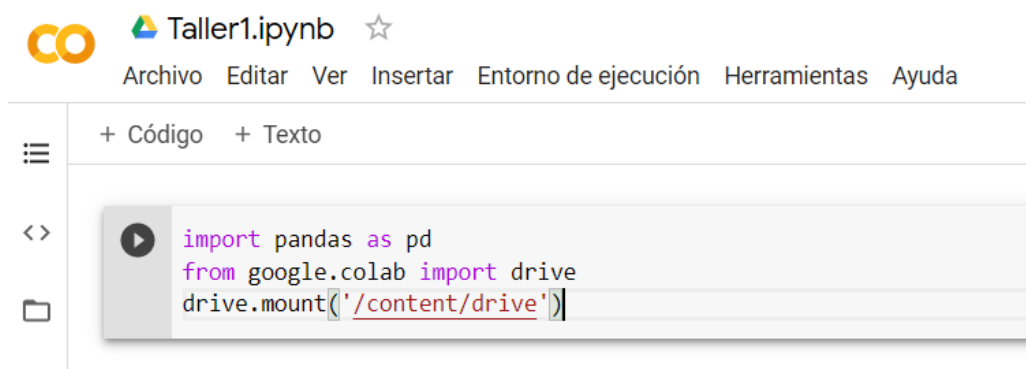 Taller1.ipynb
Archivo Editar Ver Insertar Entorno de ejecución Herramientas Ayuda
+ Código + Texto
import pandas as pd
from google.colab import drive
drive.mount('/content/drive')